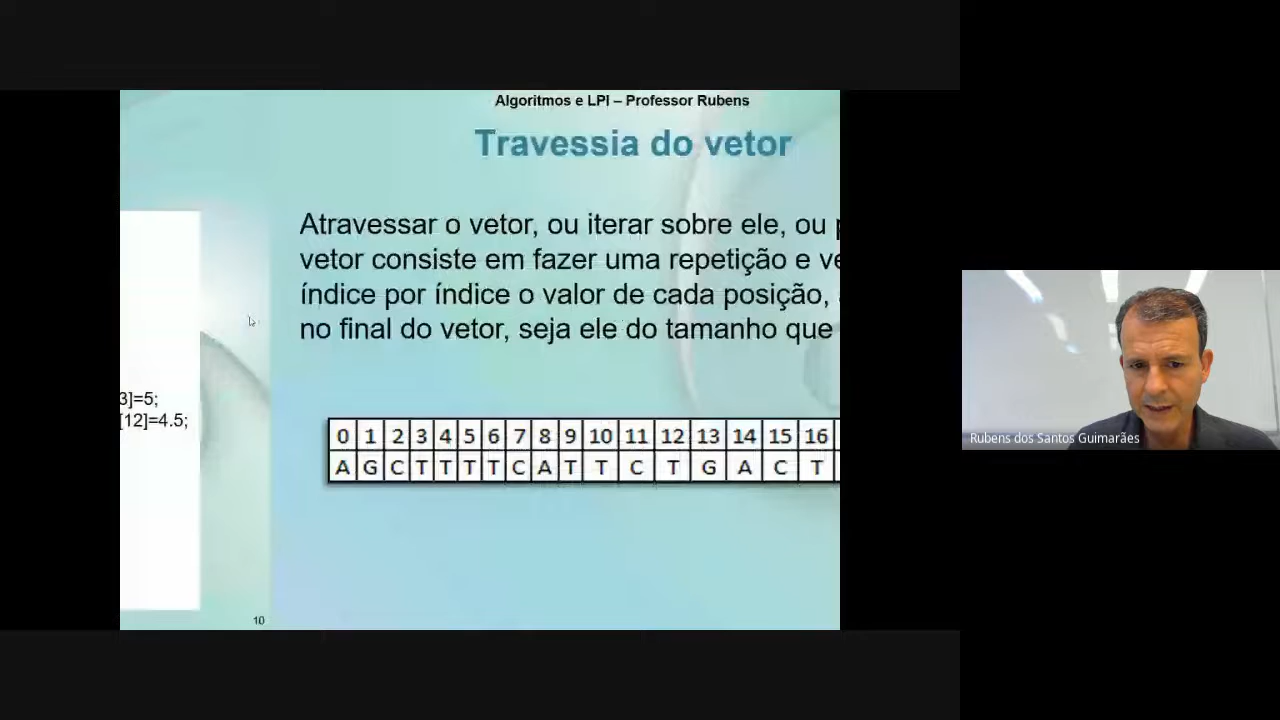 Algoritmos e LPI – Professor Rubens
Travessia do vetor
Atravessar o vetor, ou iterar sobre ele, ou
vetor consiste em fazer uma repetição e
índice por índice o valor de cada posição,
no final do vetor, seja ele do tamanho que
3]=5;
[12]=4.5;
0 1 2 3 4 5 6 7 8 9 10 11 12 13 14 15 16
A G C T T T T C A T T C T G A C T
10
Rubens dos Santos Guimarães